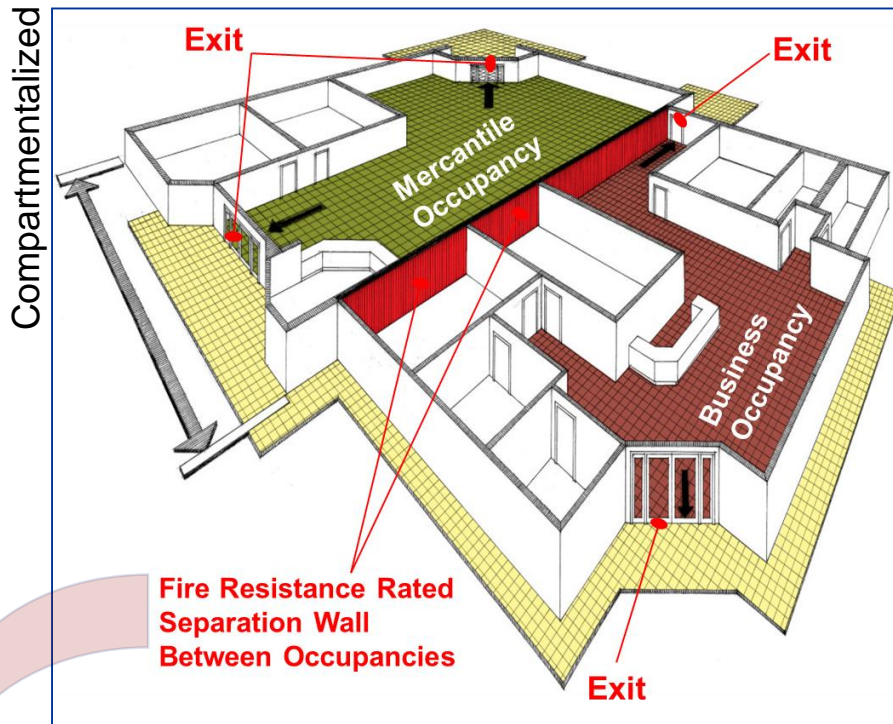 Compartmentalized
Exit
Exit
Mercantile
Occupancy
Business
Occupancy
Fire Resistance Rated
Separation Wall
Between Occupancies
Exit